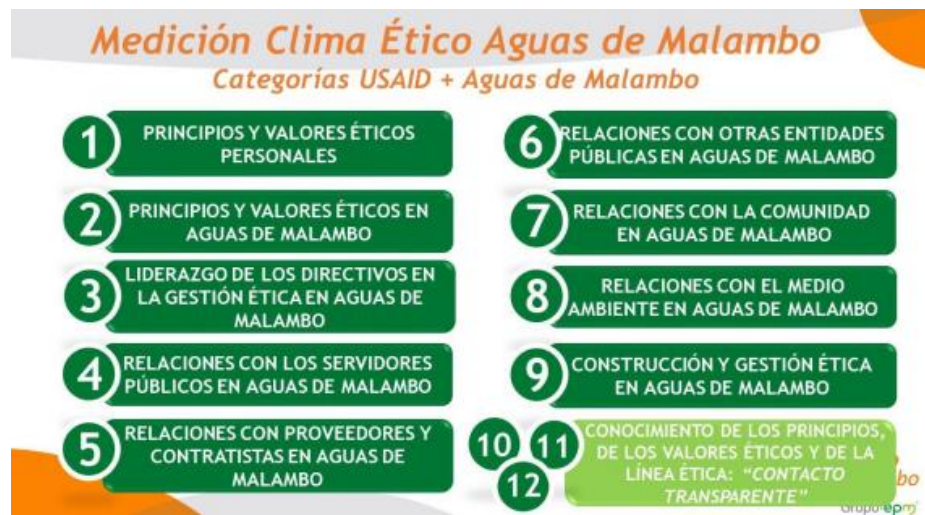 Medición Clima Ético Aguas de Malambo
Categorías USAID + Aguas de Malambo
1
PRINCIPIOS Y VALORES ÉTICOS
PERSONALES
2
PRINCIPIOS Y VALORES ÉTICOS EN
AGUAS DE MALAMBO
3
LIDERAZGO DE LOS DIRECTIVOS EN
LA GESTIÓN ÉTICA EN AGUAS DE
MALAMBO
4
RELACIONES CON LOS SERVIDORES
PÚBLICOS EN AGUAS DE MALAMBO
5
RELACIONES CON PROVEEDORES Y
CONTRATISTAS EN AGUAS DE
MALAMBO
6
RELACIONES CON OTRAS ENTIDADES
PÚBLICAS EN AGUAS DE MALAMBO
7
RELACIONES CON LA COMUNIDAD
EN AGUAS DE MALAMBO
8
RELACIONES CON EL MEDIO
AMBIENTE EN AGUAS DE MALAMBO
9
CONSTRUCCIÓN Y GESTIÓN ÉTICA
EN AGUAS DE MALAMBO
10 11
12
CONOCIMIENTO DE LOS PRINCIPIOS,
DE LOS VALORES ÉTICOS Y DE LA
LÍNEA ÉTICA: "CONTACTO
TRANSPARENTE"
bo
Grupo epm